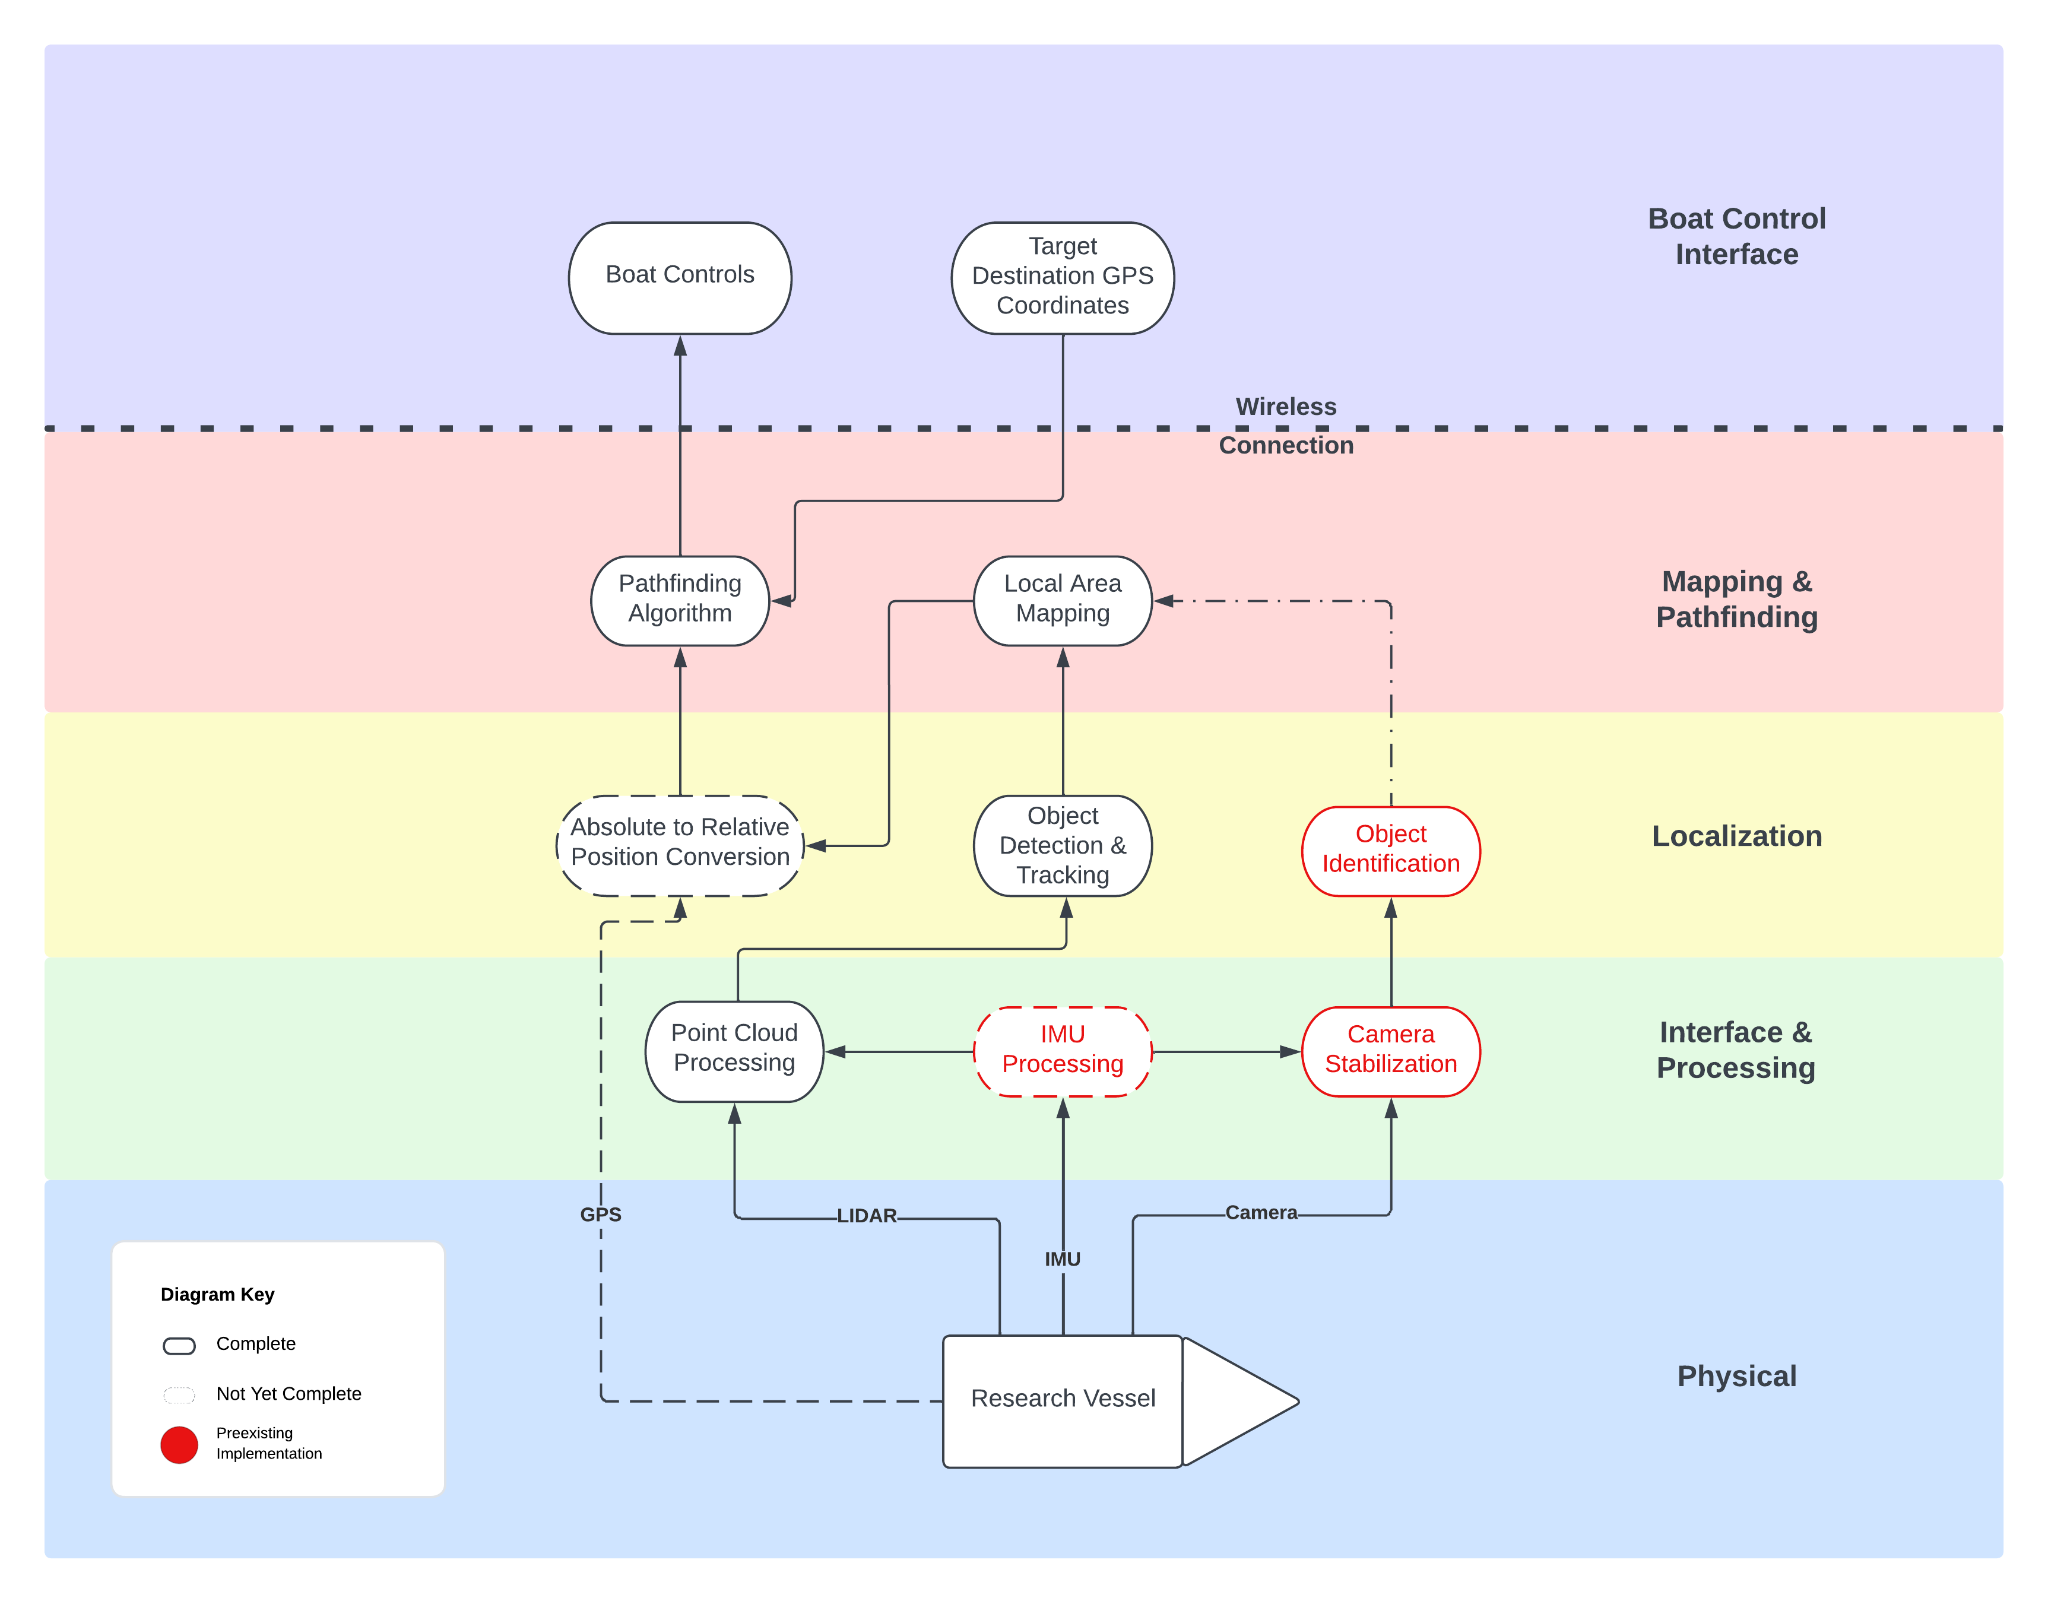 Boat Control
Interface
Boat Controls
Target
Destination GPS
Coordinates
Wireless
Connection
Mapping &
Pathfinding
Pathfinding
Algorithm
Local Area
Mapping
Localization
Absolute to Relative
Position Conversion
Object
Detection &
Tracking
Object
Identification
Interface &
Processing
Point Cloud
Processing
IMU
Processing
Camera
Stabilization
GPS
LIDAR
IMU
Camera
Physical
Research Vessel
Diagram Key
Complete
Not Yet Complete
Preexisting
Implementation